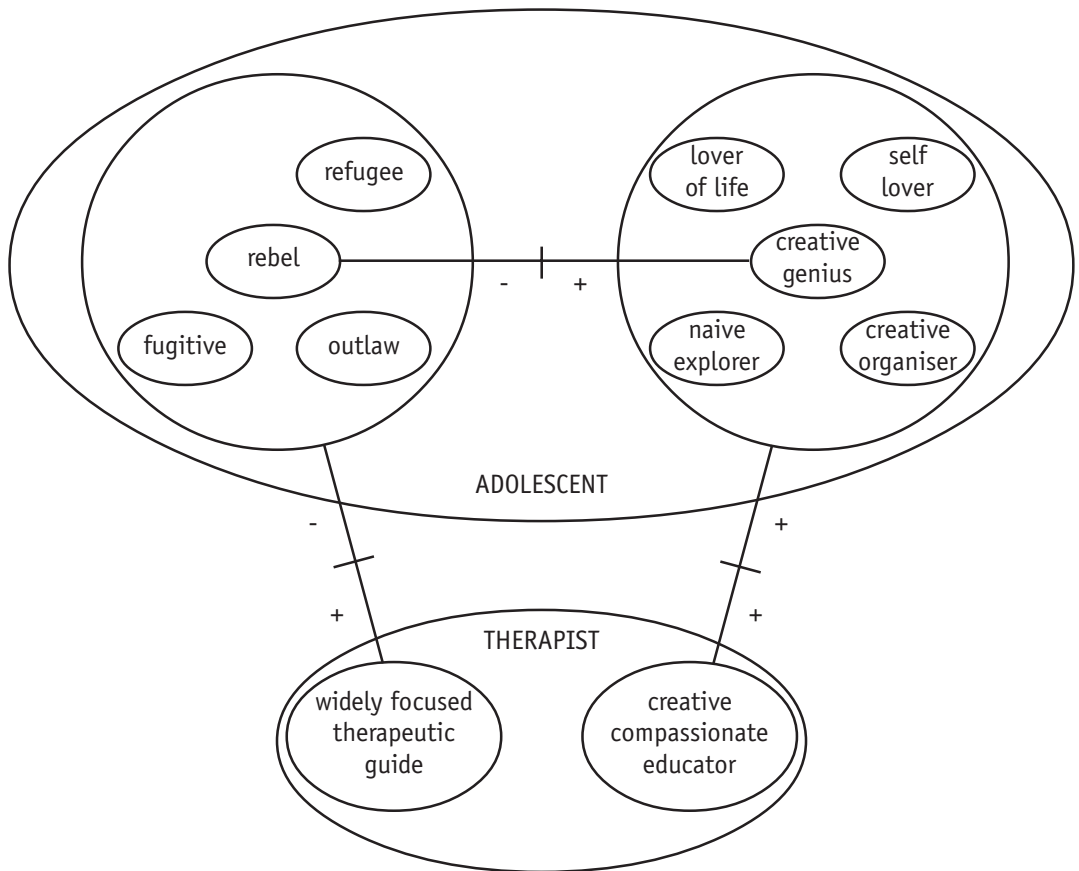 refugee
rebel
fugitive
outlaw
lover
of life
self
lover
creative
genius
naive
explorer
creative
organiser
-
+
ADOLESCENT
-
+
+
+
THERAPIST
widely focused
therapeutic
guide
creative
compassionate
educator